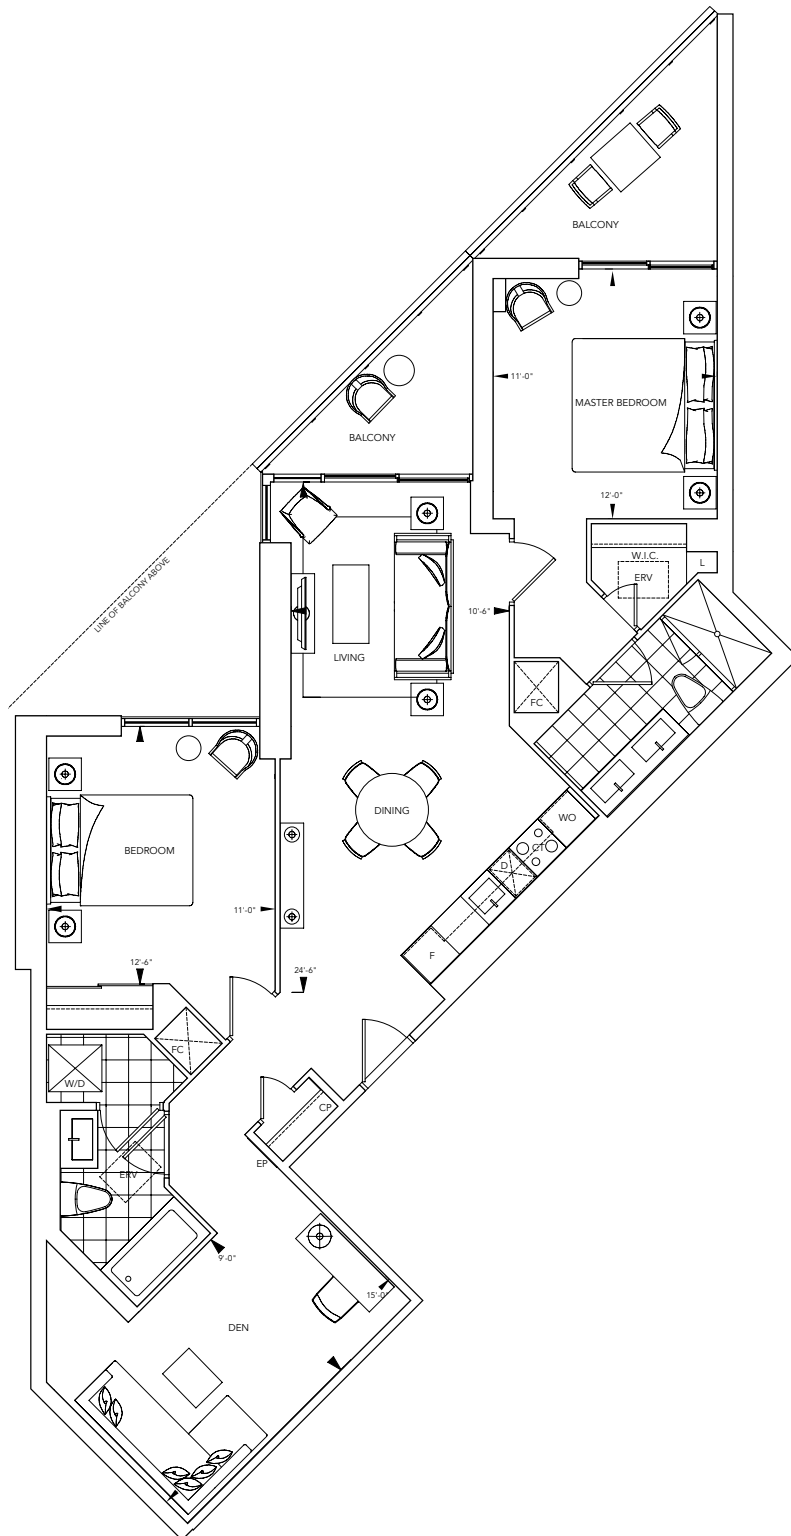 BALCONY
11'-0"
MASTER BEDROOM
BALCONY
12'-0"
W.I.C.
L
ERV
LINE OF BALCONY ABOVE
10'-6"
LIVING
FC
DINING
WO
CT
BEDROOM
D
11'-0"
F
12'-6"
24'-6"
FC
W/D
CP
EP
ERV
9'-0"
15'-0"
DEN